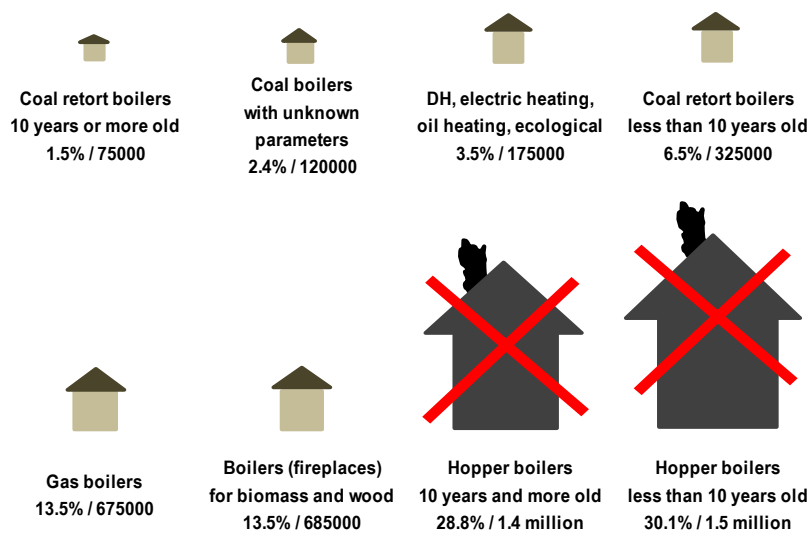 Coal retort boilers
10 years or more old
1.5% / 75000
Coal boilers
with unknown
parameters
2.4% / 120000
DH, electric heating,
oil heating, ecological
3.5% / 175000
Coal retort boilers
less than 10 years old
6.5% / 325000
Gas boilers
13.5% / 675000
Boilers (fireplaces)
for biomass and wood
13.5% / 685000
Hopper boilers
10 years and more old
28.8% / 1.4 million
Hopper boilers
less than 10 years old
30.1% / 1.5 million